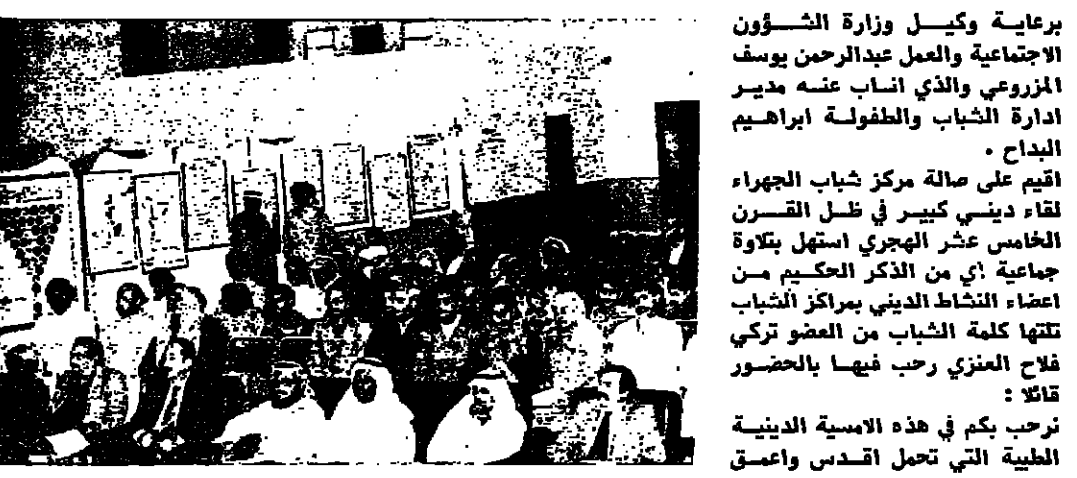 برعاية وكيل وزارة الشؤون
الاجتماعية والعمل عبدالرحمن يوسف
المزروعي والذي اناب عنه مدير
ادارة الشباب والطفولة ابراهيم
البداح .
اقيم على صالة مركز شباب الجهراء
لقاء ديني كبير في ظل القرن
الخامس عشر الهجري استهل بتلاوة
جماعية أي من الذكر الحكيم من
اعضاء النشاط الديني بمراكز الشباب
تلتها كلمة الشباب من العضو تركي
فلاح العنزي رحب فيها بالحضور
قائلا :
نرحب بكم في هذه الامسية الدينية
الطيبة التي تحمل اقدس واعمق